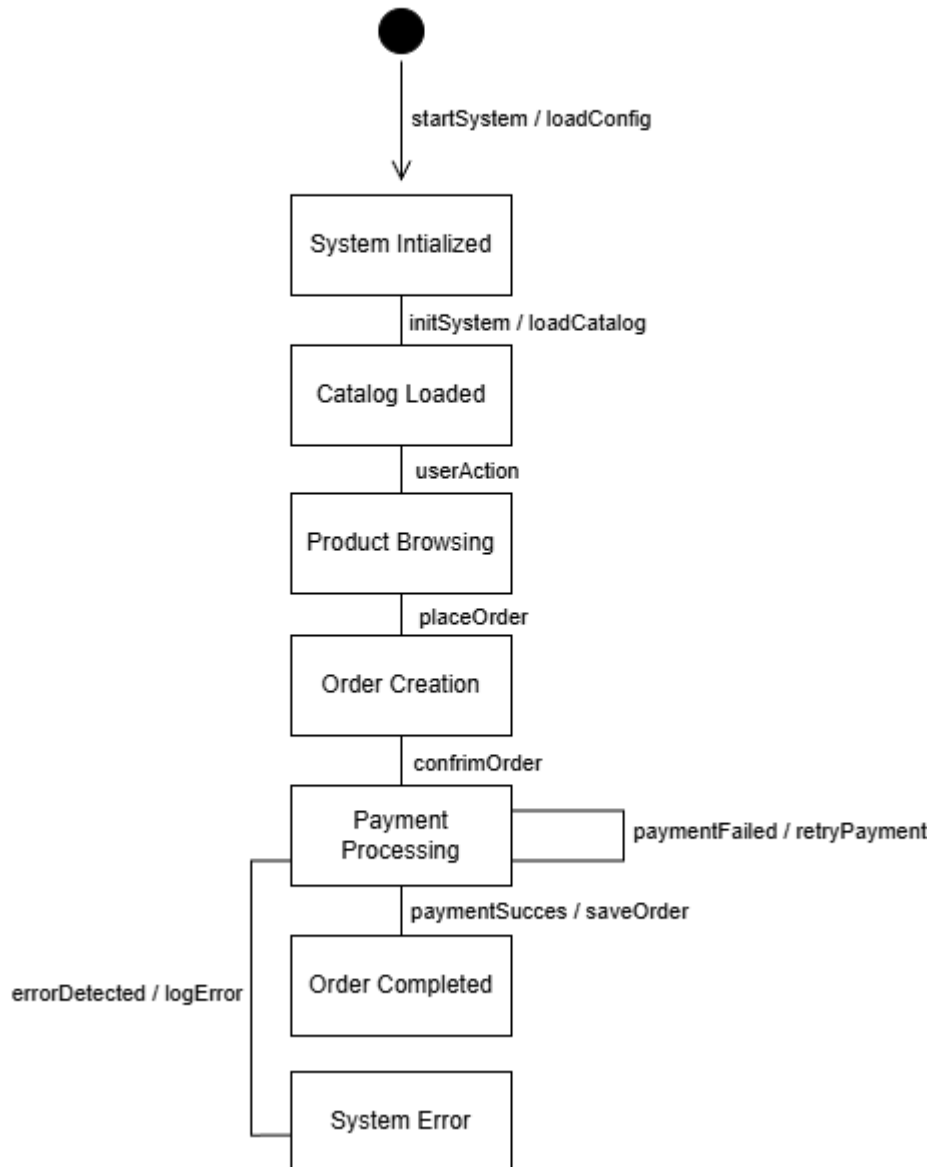 startSystem / loadConfig
System Intialized
initSystem / loadCatalog
Catalog Loaded
userAction
Product Browsing
placeOrder
Order Creation
confrimOrder
Payment
Processing
paymentFailed / retryPayment
paymentSucces / saveOrder
Order Completed
errorDetected / logError
System Error